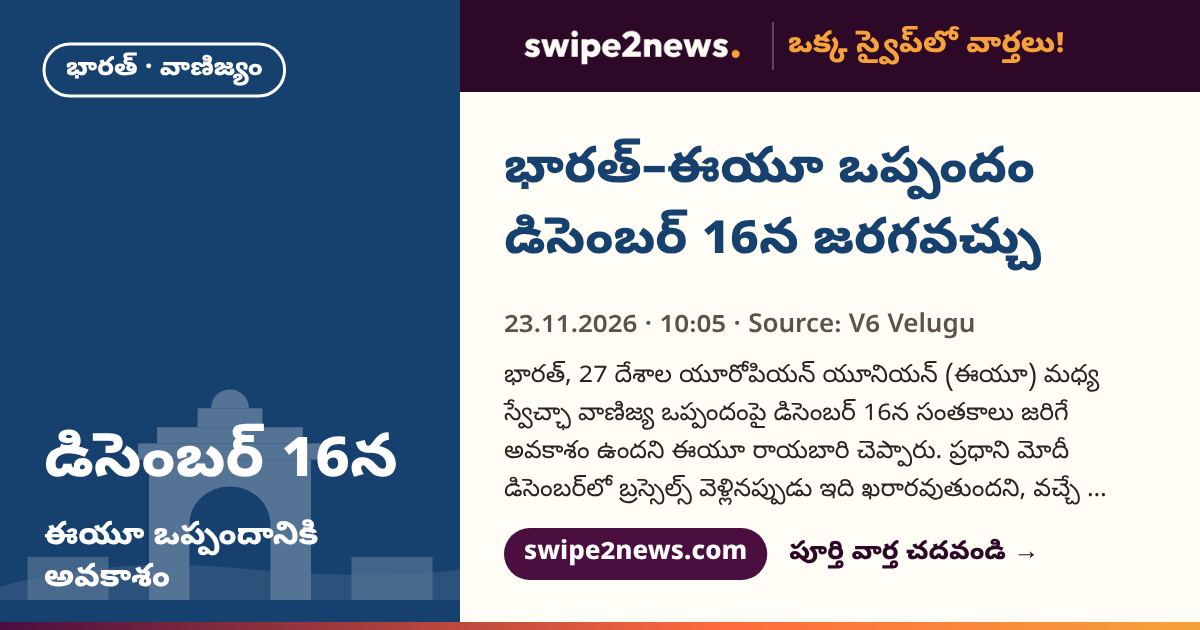 భారత్ · వాణిజ్యం
డిసెంబర్ 16న
ఈయూ ఒప్పందానికి
అవకాశం
swipe2news.
ఒక్క స్వైప్‌లో వార్తలు!
భారత్–ఈయూ ఒప్పందం
డిసెంబర్ 16న జరగవచ్చు
23.11.2026 · 10:05 · Source: V6 Velugu
భారత్, 27 దేశాల యూరోపియన్ యూనియన్ (ఈయూ) మధ్య
స్వేచ్ఛా వాణిజ్య ఒప్పందంపై డిసెంబర్ 16న సంతకాలు జరిగే
అవకాశం ఉందని ఈయూ రాయబారి చెప్పారు. ప్రధాని మోదీ
డిసెంబర్‌లో బ్రస్సెల్స్ వెళ్లినప్పుడు ఇది ఖరారవుతుందని, వచ్చే ...
swipe2news.com
పూర్తి వార్త చదవండి →